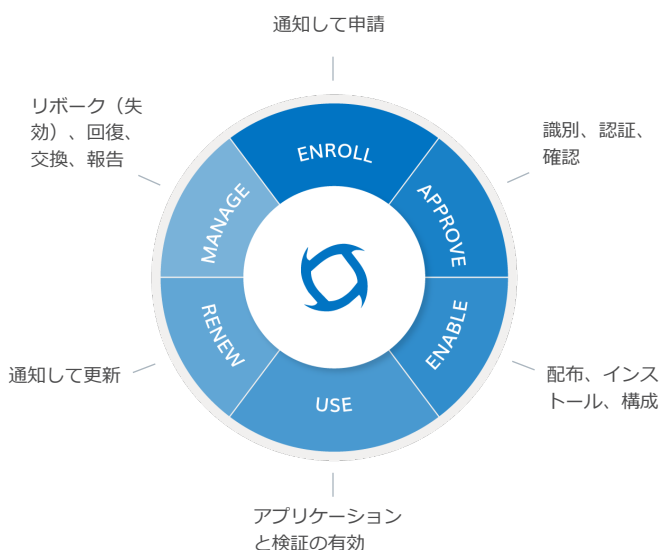 通知して申請
リボーク（失
効）、回復、
交換、報告
識別、認証、
確認
ENROLL
MANAGE
APPROVE
RENEW
ENABLE
USE
通知して更新
配布、インス
トール、構成
アプリケーション
と検証の有効